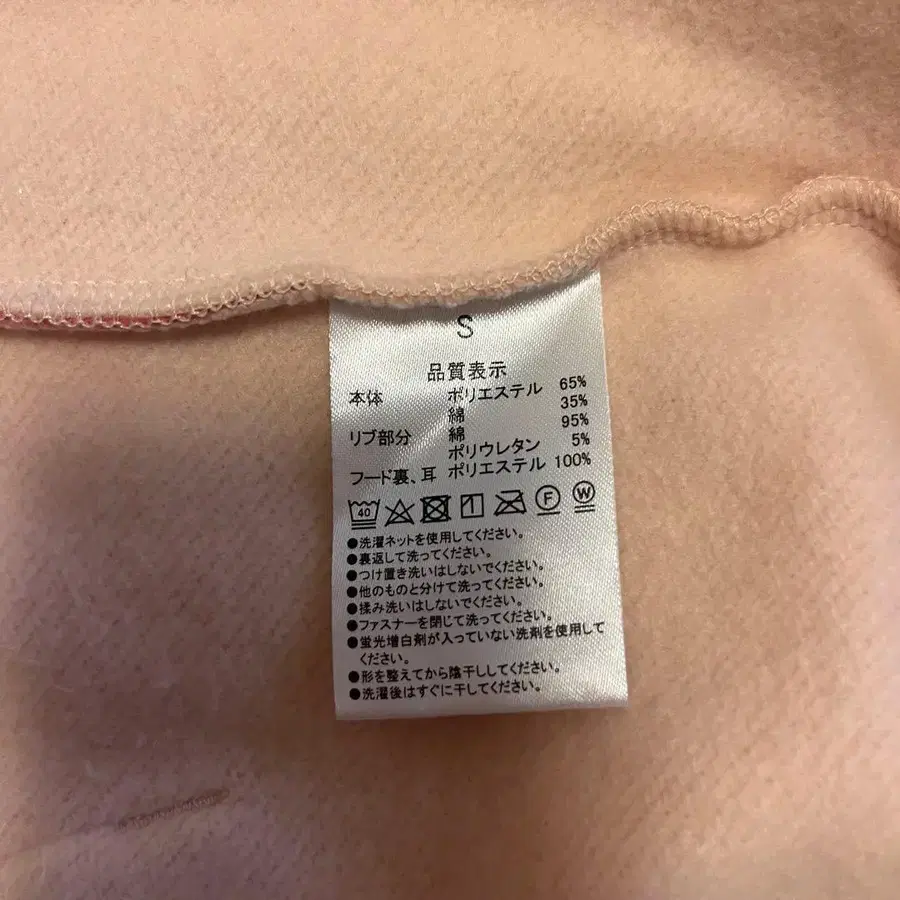 S
品質表示
本体 ポリエステル 65%
綿 35%
リブ部分 綿 95%
ポリウレタン 5%
フード裏、耳 ポリエステル 100%
40 F W
●洗濯ネットを使用してください。
●裏返して洗ってください。
●つけ置き洗いはしないでください。
●他のものと分けて洗ってください。
●揉み洗いはしないでください。
●ファスナーを閉じて洗ってください。
●蛍光増白剤が入っていない洗剤を使用して
ください。
●形を整えてから陰干ししてください。
●洗濯後はすぐに干してください。